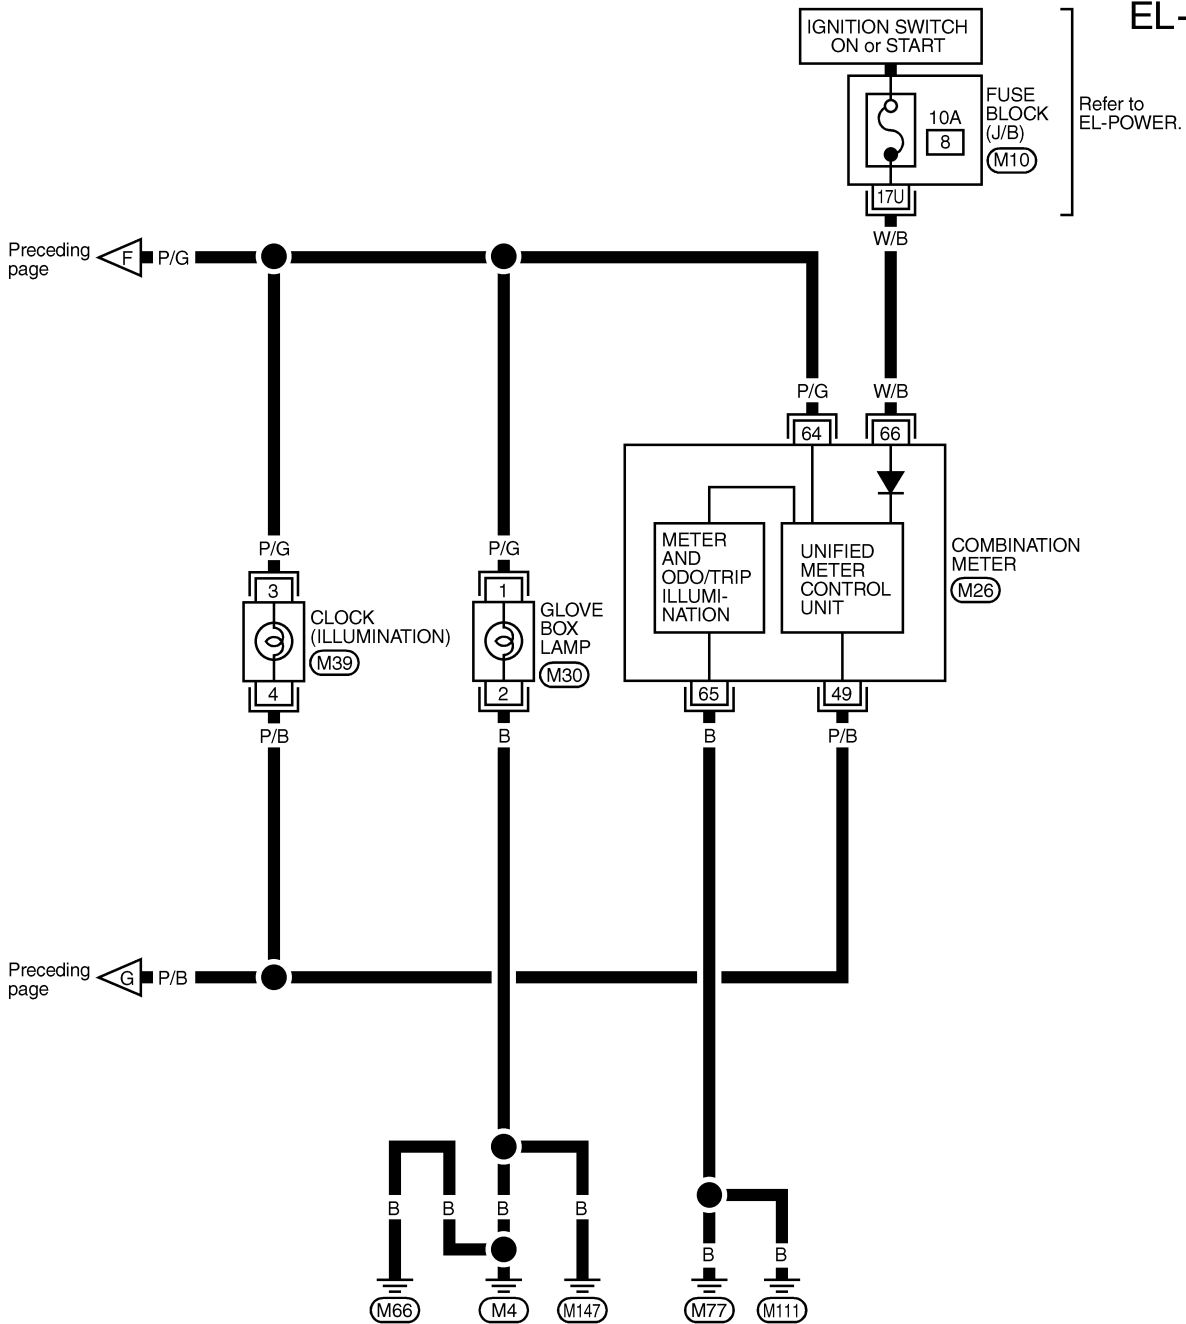 EL-
IGNITION SWITCH
ON or START
FUSE
BLOCK
(J/B)
M10
10A
8
Refer to
EL-POWER.
17U
W/B
Preceding
page
F
P/G
P/G
W/B
64
66
P/G
P/G
3
1
CLOCK
(ILLUMINATION)
M39
GLOVE
BOX
LAMP
M30
METER
AND
ODO/TRIP
ILLUMI-
NATION
UNIFIED
METER
CONTROL
UNIT
COMBINATION
METER
M26
4
2
65
49
P/B
B
B
P/B
Preceding
page
G
P/B
B
B
B
B
B
B
M66
M4
M147
M77
M111